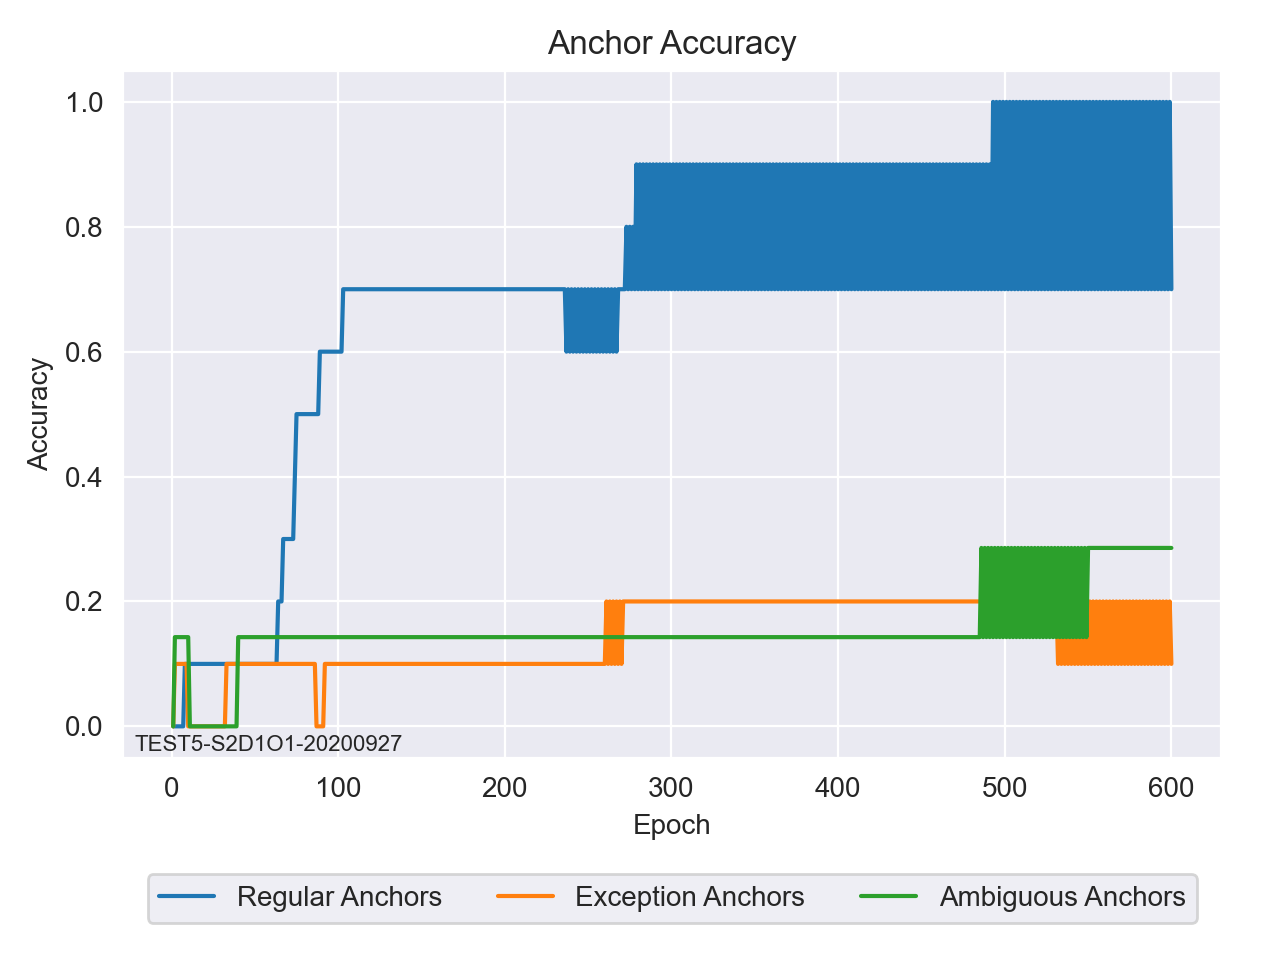 Anchor Accuracy
1.0
0.8
0.6
0.4
0.2
0.0
Accuracy
TEST5-S2D1O1-20200927
0 100 200 300 400 500 600
Epoch
Regular Anchors Exception Anchors Ambiguous Anchors